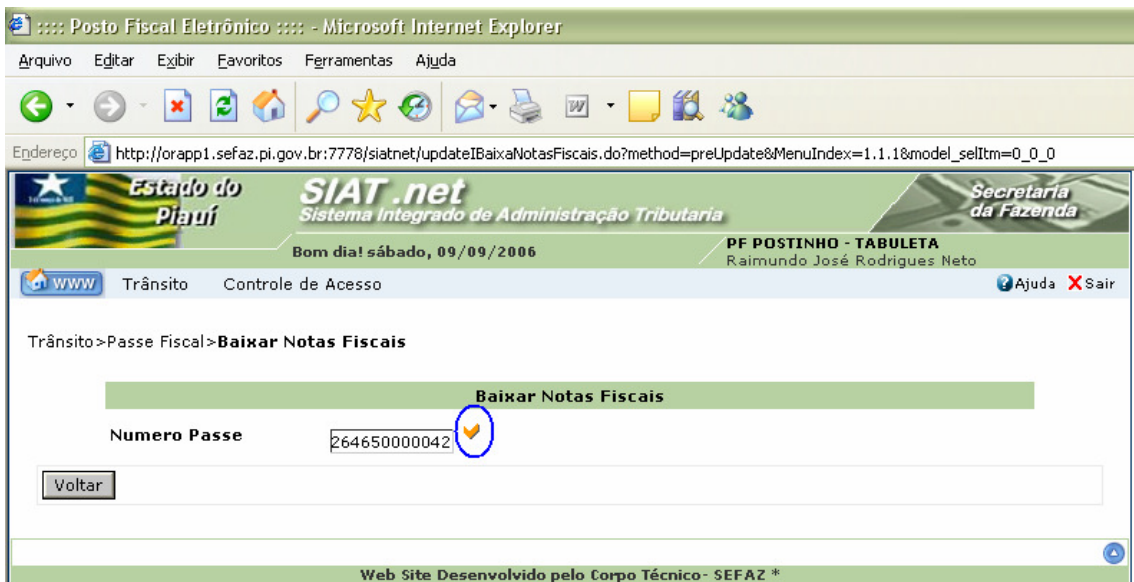 :::: Posto Fiscal Eletrônico :::: - Microsoft Internet Explorer
Arquivo Editar Exibir Favoritos Ferramentas Ajuda
Endereço http://orapp1.sefaz.pi.gov.br:7778/siatnet/updateIBaixaNotasFiscais.do?method=preUpdate&MenuIndex=1.1.1&model_selItm=0_0_0
Estado do Piauí
SIAT .net
Sistema Integrado de Administração Tributaria
Secretaria da Fazenda
Bom dia! sábado, 09/09/2006
PF POSTINHO - TABULETA
Raimundo José Rodrigues Neto
www Trânsito Controle de Acesso Ajuda Sair
Trânsito>Passe Fiscal>Baixar Notas Fiscais
Baixar Notas Fiscais
Numero Passe 264650000042
Voltar
Web Site Desenvolvido pelo Corpo Técnico- SEFAZ *